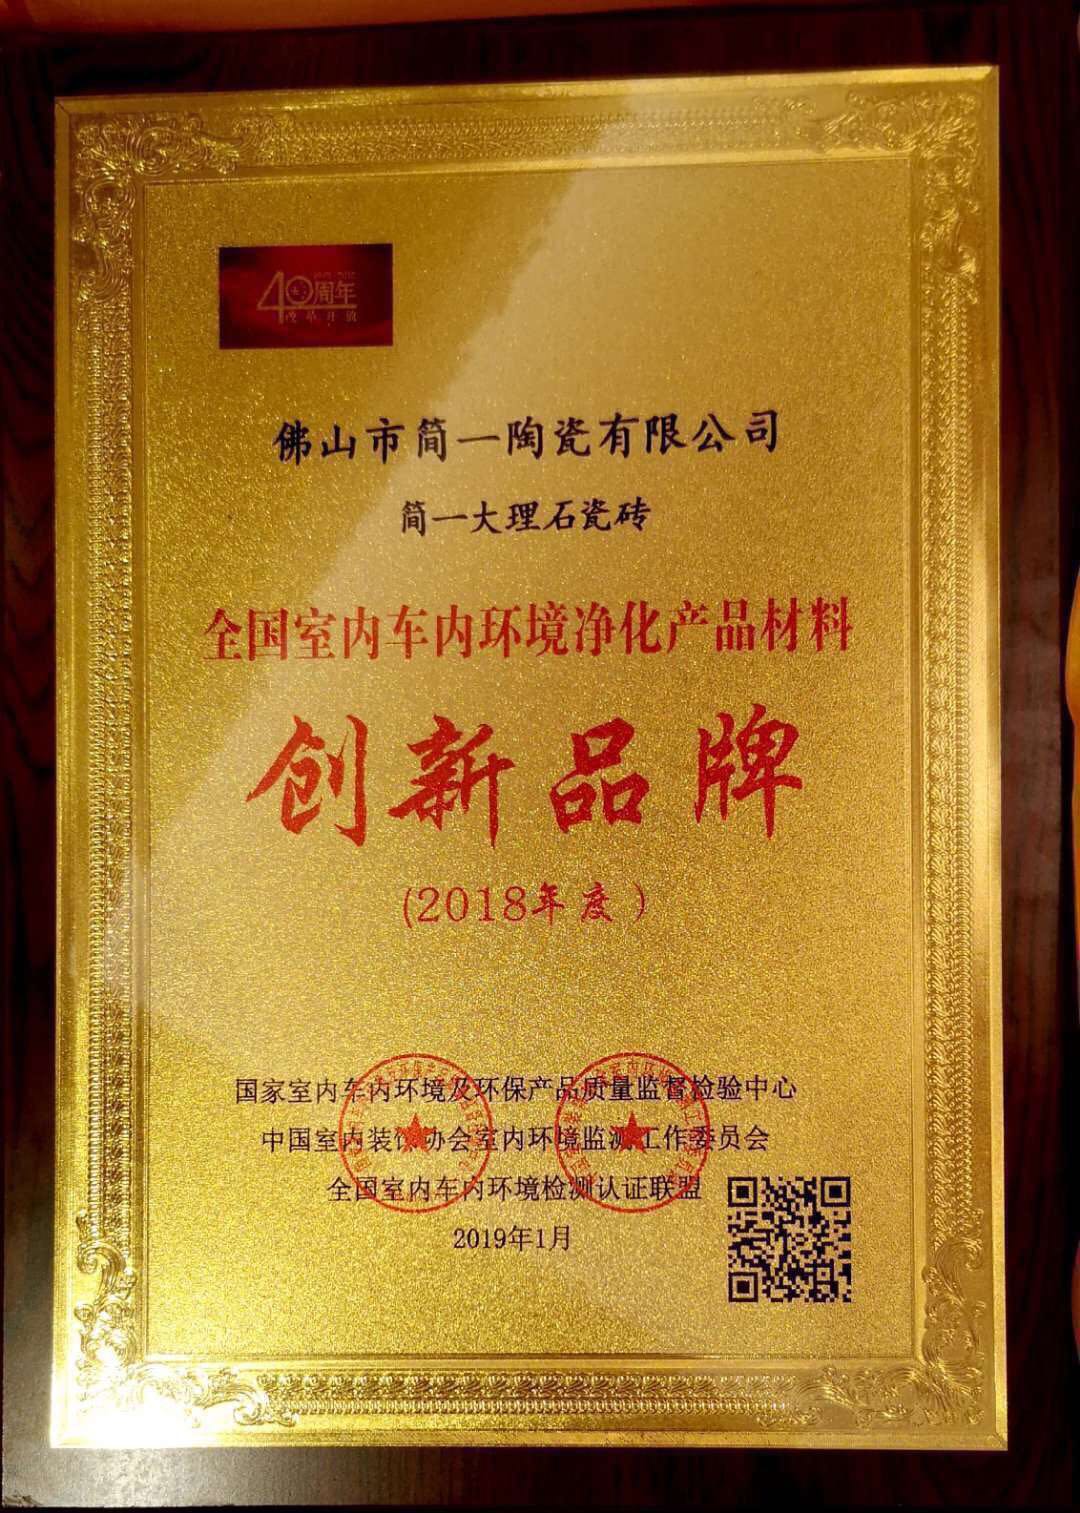 40周年
改革开放
佛山市简一陶瓷有限公司
简一大理石瓷砖
全国室内车内环境净化产品材料
创新品牌
(2018年度)
国家室内车内环境及环保产品质量监督检验中心
中国室内装饰协会室内环境监测工作委员会
全国室内车内环境检测认证联盟
2019年1月